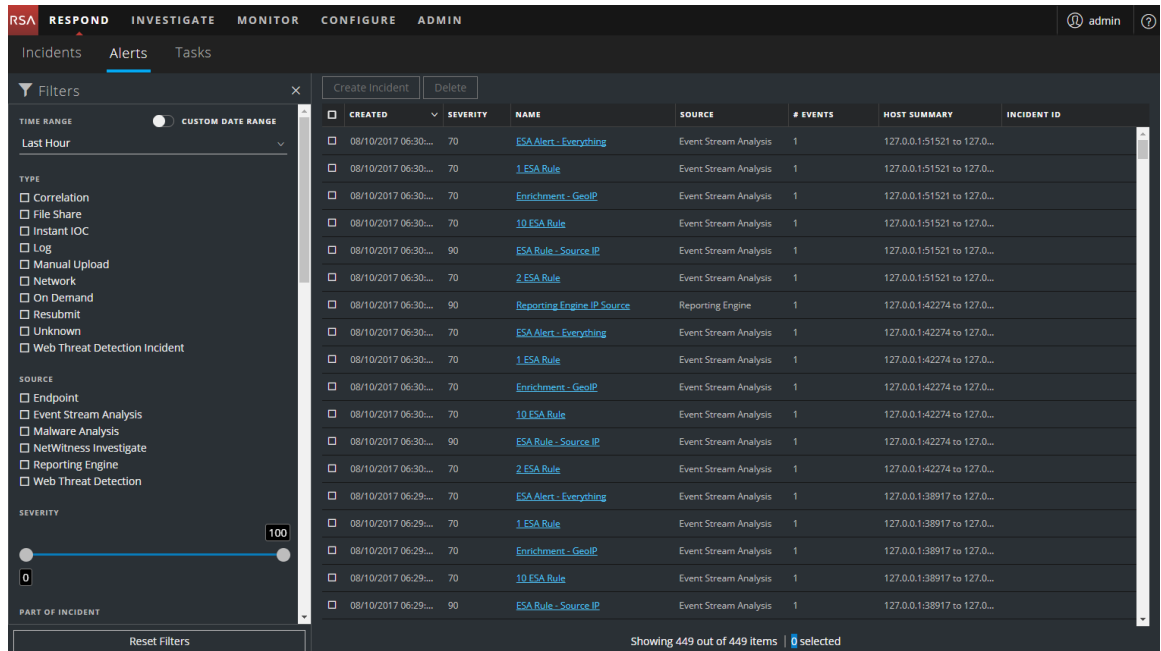 RSA RESPOND INVESTIGATE MONITOR CONFIGURE ADMIN admin ?
Incidents Alerts Tasks
Filters ×
TIME RANGE CUSTOM DATE RANGE
Last Hour
TYPE
Correlation
File Share
Instant IOC
Log
Manual Upload
Network
On Demand
Resubmit
Unknown
Web Threat Detection Incident
SOURCE
Endpoint
Event Stream Analysis
Malware Analysis
NetWitness Investigate
Reporting Engine
Web Threat Detection
SEVERITY
100
0
PART OF INCIDENT
Reset Filters
Create Incident Delete
CREATED SEVERITY NAME SOURCE # EVENTS HOST SUMMARY INCIDENT ID
08/10/2017 06:30:... 70 ESA Alert - Everything Event Stream Analysis 1 127.0.0.1:51521 to 127.0...
08/10/2017 06:30:... 70 1 ESA Rule Event Stream Analysis 1 127.0.0.1:51521 to 127.0...
08/10/2017 06:30:... 70 Enrichment - GeoIP Event Stream Analysis 1 127.0.0.1:51521 to 127.0...
08/10/2017 06:30:... 70 10 ESA Rule Event Stream Analysis 1 127.0.0.1:51521 to 127.0...
08/10/2017 06:30:... 90 ESA Rule - Source IP Event Stream Analysis 1 127.0.0.1:51521 to 127.0...
08/10/2017 06:30:... 70 2 ESA Rule Event Stream Analysis 1 127.0.0.1:51521 to 127.0...
08/10/2017 06:30:... 90 Reporting Engine IP Source Reporting Engine 1 127.0.0.1:42274 to 127.0...
08/10/2017 06:30:... 70 ESA Alert - Everything Event Stream Analysis 1 127.0.0.1:42274 to 127.0...
08/10/2017 06:30:... 70 1 ESA Rule Event Stream Analysis 1 127.0.0.1:42274 to 127.0...
08/10/2017 06:30:... 70 Enrichment - GeoIP Event Stream Analysis 1 127.0.0.1:42274 to 127.0...
08/10/2017 06:30:... 70 10 ESA Rule Event Stream Analysis 1 127.0.0.1:42274 to 127.0...
08/10/2017 06:30:... 90 ESA Rule - Source IP Event Stream Analysis 1 127.0.0.1:42274 to 127.0...
08/10/2017 06:30:... 70 2 ESA Rule Event Stream Analysis 1 127.0.0.1:42274 to 127.0...
08/10/2017 06:29:... 70 ESA Alert - Everything Event Stream Analysis 1 127.0.0.1:38917 to 127.0...
08/10/2017 06:29:... 70 1 ESA Rule Event Stream Analysis 1 127.0.0.1:38917 to 127.0...
08/10/2017 06:29:... 70 Enrichment - GeoIP Event Stream Analysis 1 127.0.0.1:38917 to 127.0...
08/10/2017 06:29:... 70 10 ESA Rule Event Stream Analysis 1 127.0.0.1:38917 to 127.0...
08/10/2017 06:29:... 90 ESA Rule - Source IP Event Stream Analysis 1 127.0.0.1:38917 to 127.0...
Showing 449 out of 449 items | 0 selected